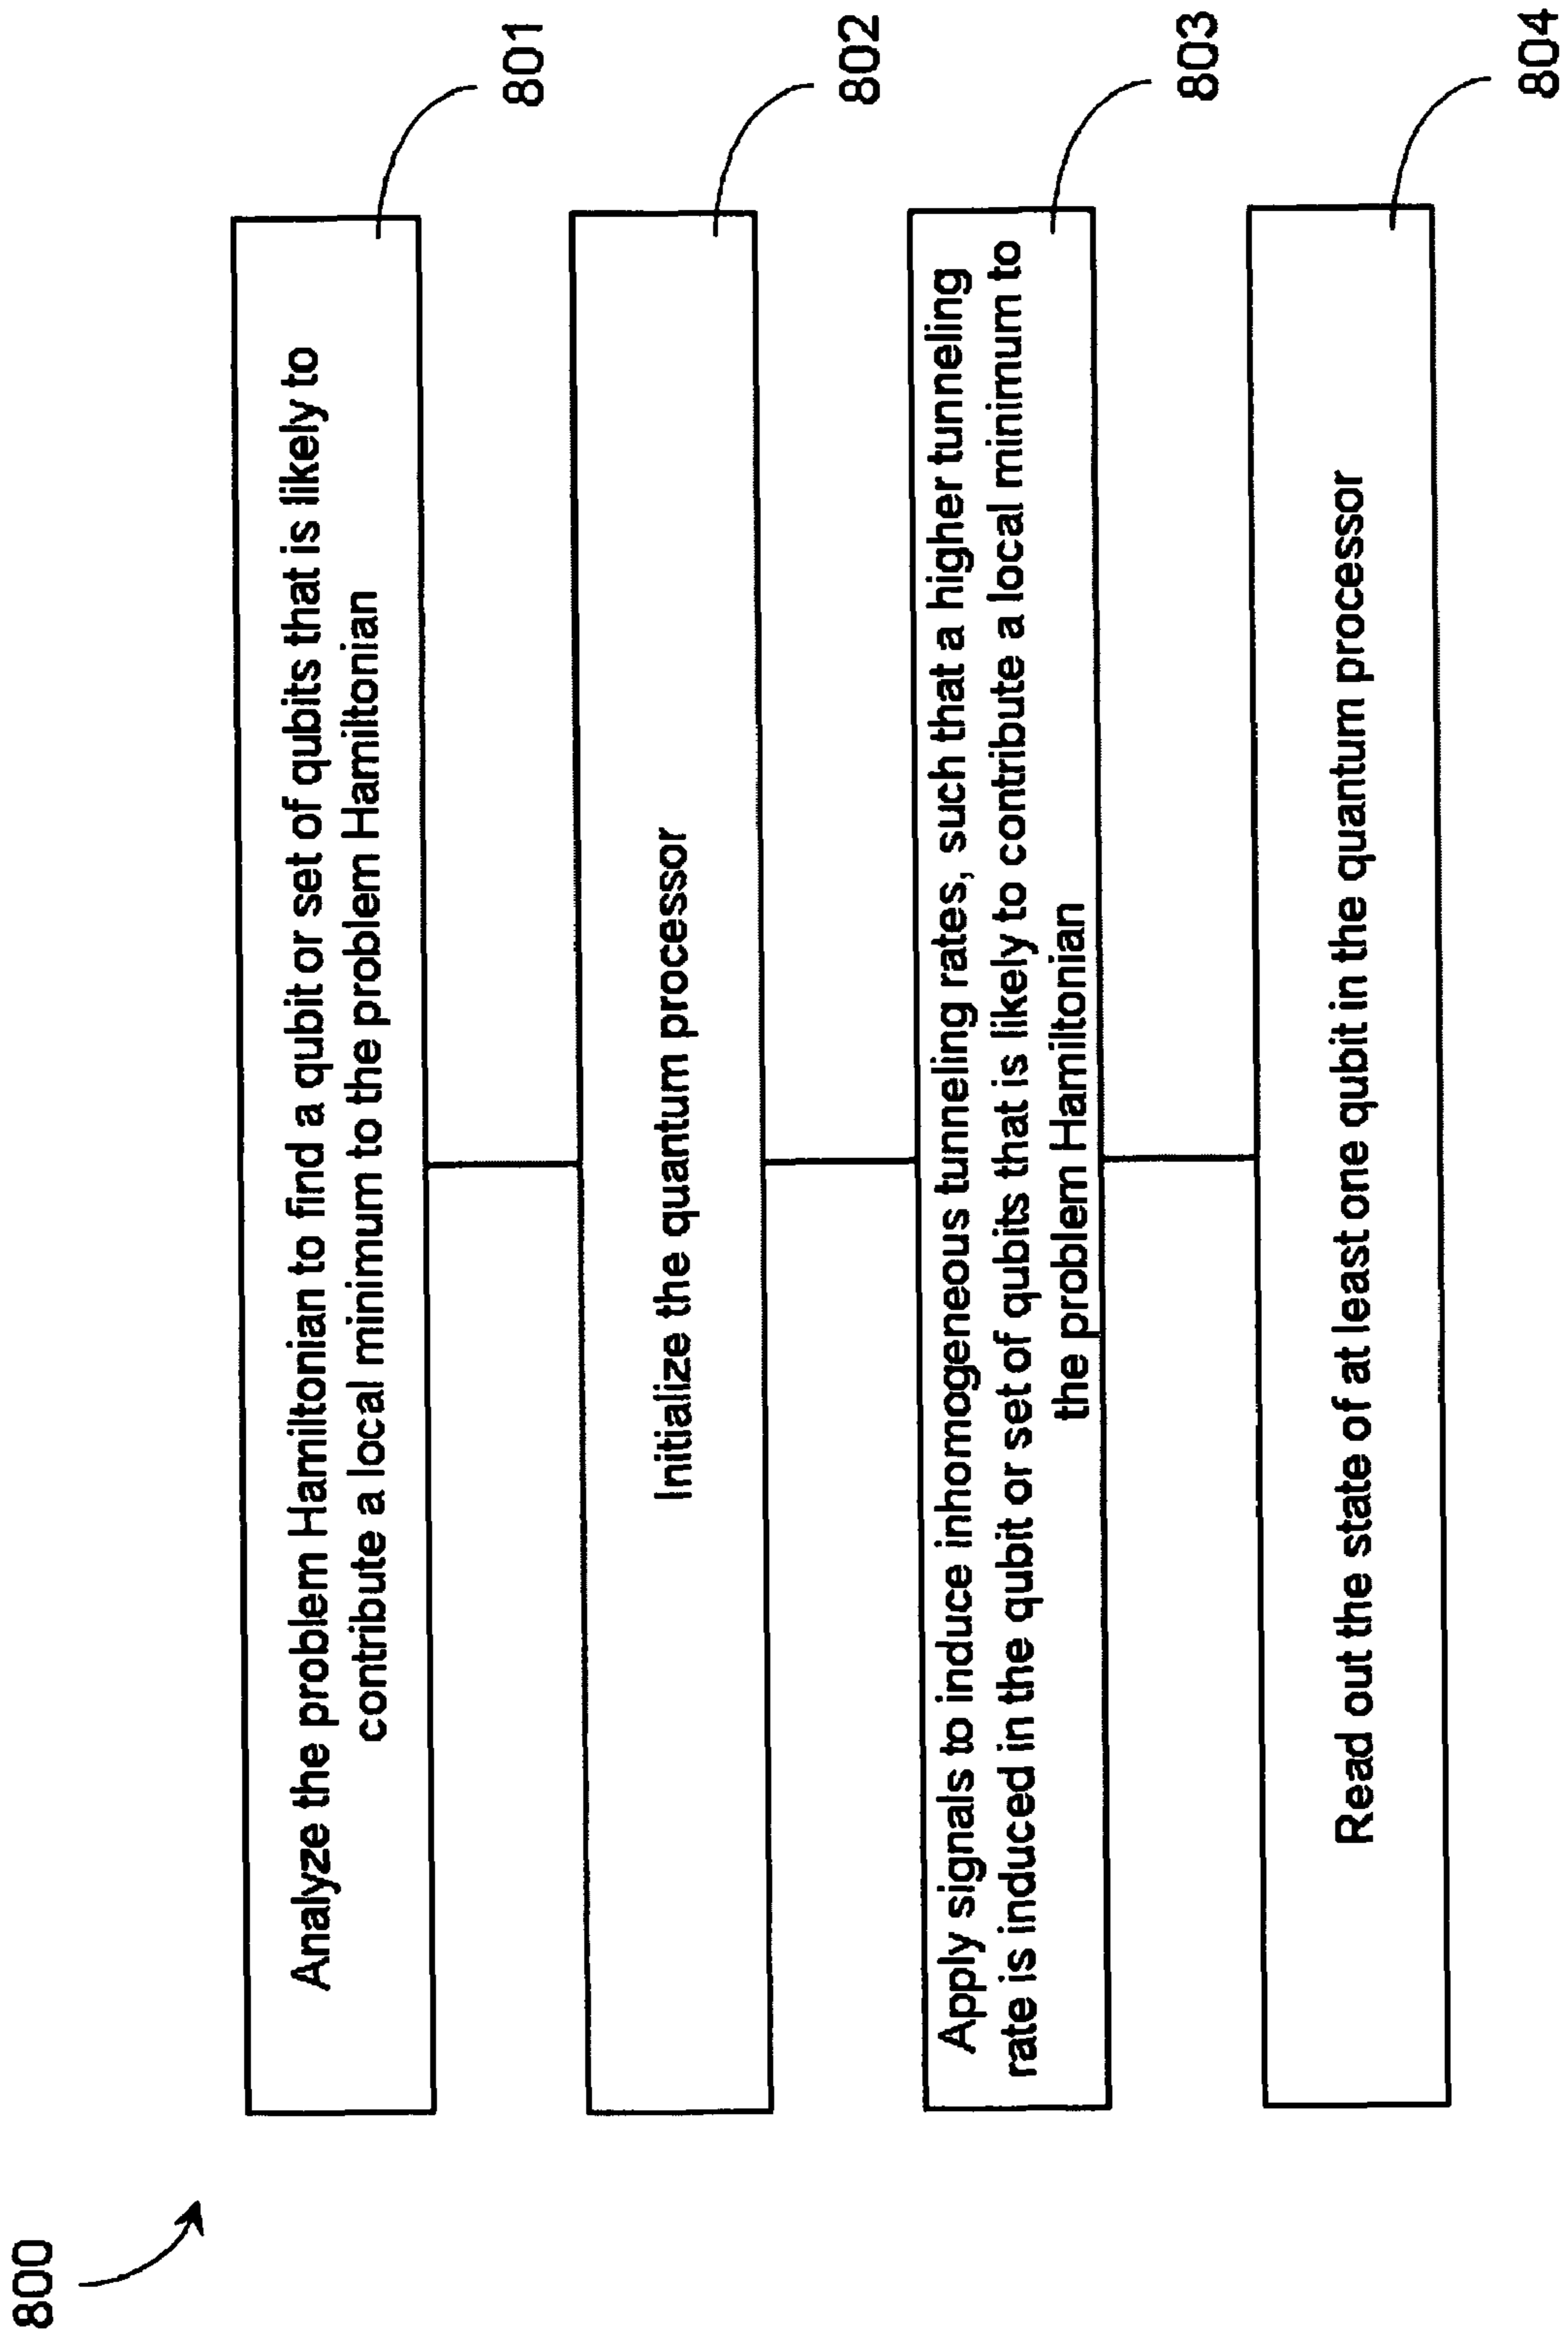 800
Analyze the problem Hamiltonian to find a qubit or set of qubits that is likely to
contribute a local minimum to the problem Hamiltonian
801
Initialize the quantum processor
802
Apply signals to induce inhomogeneous tunneling rates, such that a higher tunneling
rate is induced in the qubit or set of qubits that is likely to contribute a local minimum to
the problem Hamiltonian
803
Read out the state of at least one qubit in the quantum processor
804